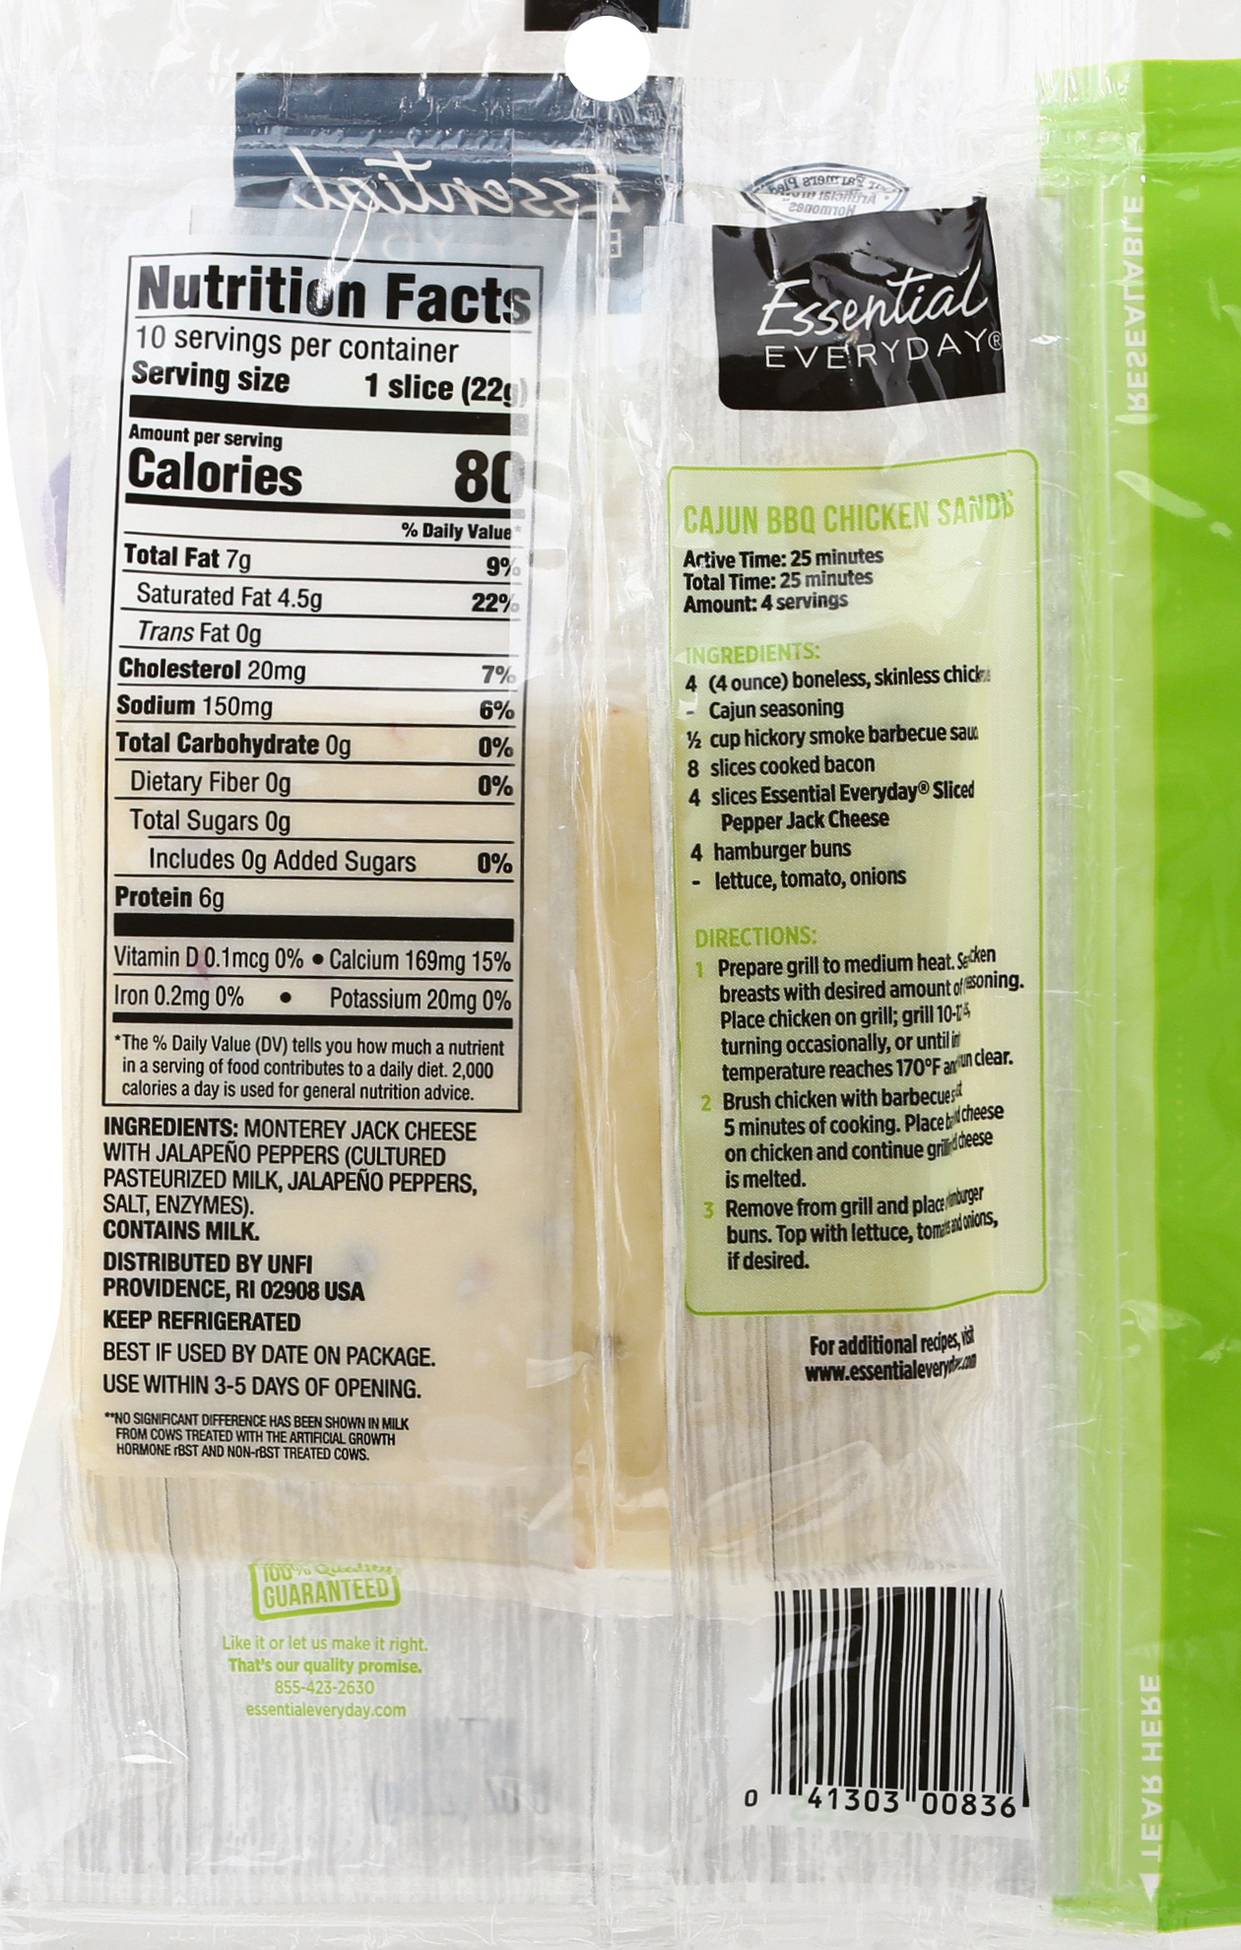 Essential
Nutrition Facts
10 servings per container
Serving size 1 slice (22g)
Amount per serving
Calories 80
% Daily Value*
Total Fat 7g 9%
Saturated Fat 4.5g 22%
Trans Fat 0g
Cholesterol 20mg 7%
Sodium 150mg 6%
Total Carbohydrate 0g 0%
Dietary Fiber 0g 0%
Total Sugars 0g
Includes 0g Added Sugars 0%
Protein 6g
Vitamin D 0.1mcg 0% • Calcium 169mg 15%
Iron 0.2mg 0% • Potassium 20mg 0%
*The % Daily Value (DV) tells you how much a nutrient
in a serving of food contributes to a daily diet. 2,000
calories a day is used for general nutrition advice.
INGREDIENTS: MONTEREY JACK CHEESE
WITH JALAPEÑO PEPPERS (CULTURED
PASTEURIZED MILK, JALAPEÑO PEPPERS,
SALT, ENZYMES).
CONTAINS MILK.
DISTRIBUTED BY UNFI
PROVIDENCE, RI 02908 USA
KEEP REFRIGERATED
BEST IF USED BY DATE ON PACKAGE.
USE WITHIN 3-5 DAYS OF OPENING.
**NO SIGNIFICANT DIFFERENCE HAS BEEN SHOWN IN MILK
FROM COWS TREATED WITH THE ARTIFICIAL GROWTH
HORMONE rBST AND NON-rBST TREATED COWS.
100% Quality
GUARANTEED
Like it or let us make it right.
That's our quality promise.
855-423-2630
essentialeveryday.com
Essential
EVERYDAY®
CAJUN BBQ CHICKEN
Active Time: 25 minutes
Total Time: 25 minutes
Amount: 4 servings
INGREDIENTS:
4 (4 ounce) boneless, skinless
- Cajun seasoning
½ cup hickory smoke barbecue
8 slices cooked bacon
4 slices Essential Everyday® Sliced
Pepper Jack Cheese
4 hamburger buns
- lettuce, tomato, onions
DIRECTIONS:
1 Prepare grill to medium heat.
breasts with desired amount of
Place chicken on grill; grill
turning occasionally, or until
temperature reaches 170°F clear.
2 Brush chicken with barbecue
5 minutes of cooking. Place cheese
on chicken and continue cheese
is melted.
3 Remove from grill and place
buns. Top with lettuce, onions,
if desired.
For additional recipes, visit
www.essentialeveryday.com
0 41303 00836
RESEALABLE
TEAR HERE